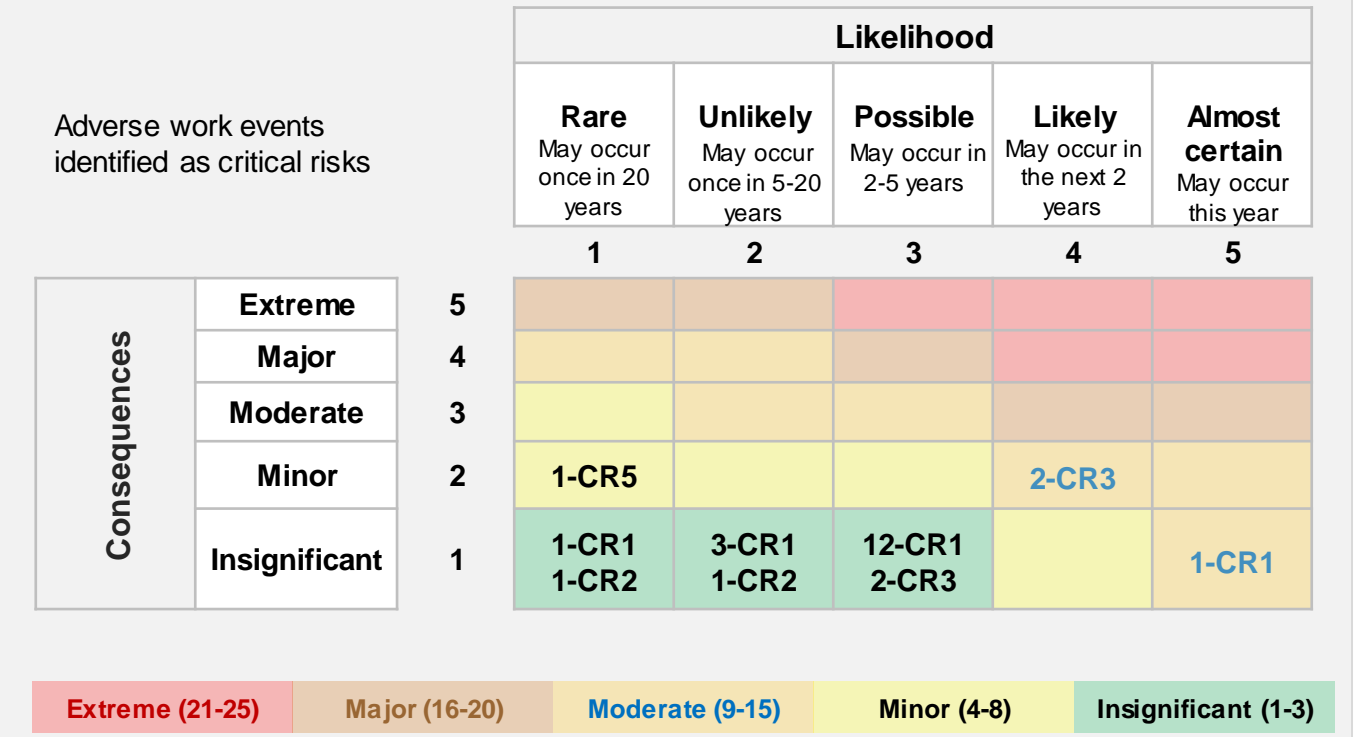 Likelihood
Adverse work events
identified as critical risks
Rare
May occur
once in 20
years
Unlikely
May occur
once in 5-20
years
Possible
May occur in
2-5 years
Likely
May occur in
the next 2
years
Almost
certain
May occur
this year
1 2 3 4 5
Consequences
Extreme 5
Major 4
Moderate 3
Minor 2 1-CR5 2-CR3
Insignificant 1
1-CR1 3-CR1 12-CR1
1-CR2 1-CR2 2-CR3
1-CR1
Extreme (21-25) Major (16-20) Moderate (9-15) Minor (4-8) Insignificant (1-3)